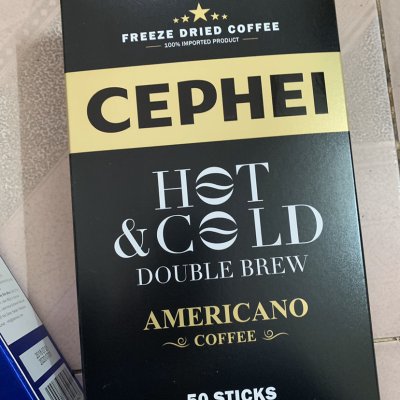 FREEZE DRIED COFFEE
100% IMPORTED PRODUCT
CEPHEI
HOT
& COLD
DOUBLE BREW
AMERICANO
COFFEE
50 STICKS